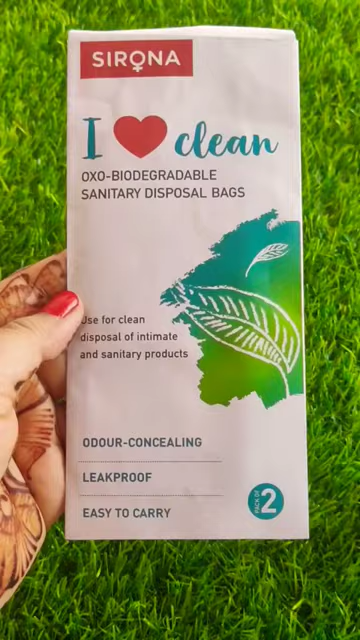 SIRONA
I clean
OXO-BIODEGRADABLE
SANITARY DISPOSAL BAGS
Use for clean
disposal of intimate
and sanitary products
ODOUR-CONCEALING
LEAKPROOF
EASY TO CARRY
PACK OF 2